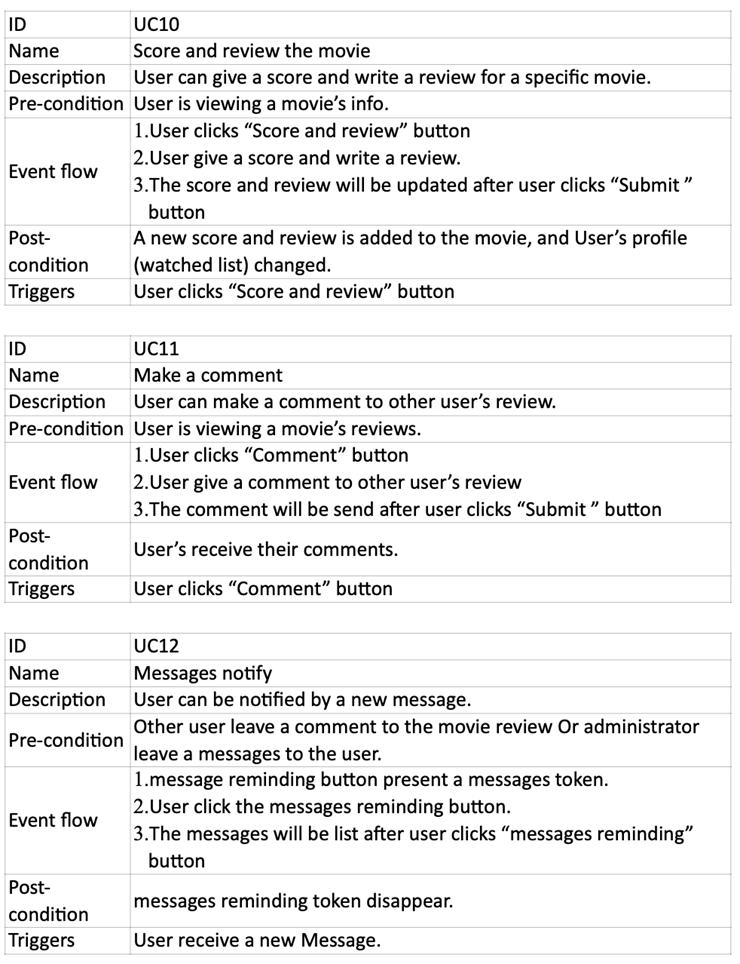 ID UC10
Name Score and review the movie
Description User can give a score and write a review for a specific movie.
Pre-condition User is viewing a movie’s info.
Event flow
1.User clicks “Score and review” button
2.User give a score and write a review.
3.The score and review will be updated after user clicks “Submit ”
button
Post-
condition
A new score and review is added to the movie, and User’s profile
(watched list) changed.
Triggers User clicks “Score and review” button
ID UC11
Name Make a comment
Description User can make a comment to other user’s review.
Pre-condition User is viewing a movie’s reviews.
Event flow
1.User clicks “Comment” button
2.User give a comment to other user’s review
3.The comment will be send after user clicks “Submit ” button
Post-
condition
User’s receive their comments.
Triggers User clicks “Comment” button
ID UC12
Name Messages notify
Description User can be notified by a new message.
Pre-condition
Other user leave a comment to the movie review Or administrator
leave a messages to the user.
Event flow
1.message reminding button present a messages token.
2.User click the messages reminding button.
3.The messages will be list after user clicks “messages reminding”
button
Post-
condition
messages reminding token disappear.
Triggers User receive a new Message.